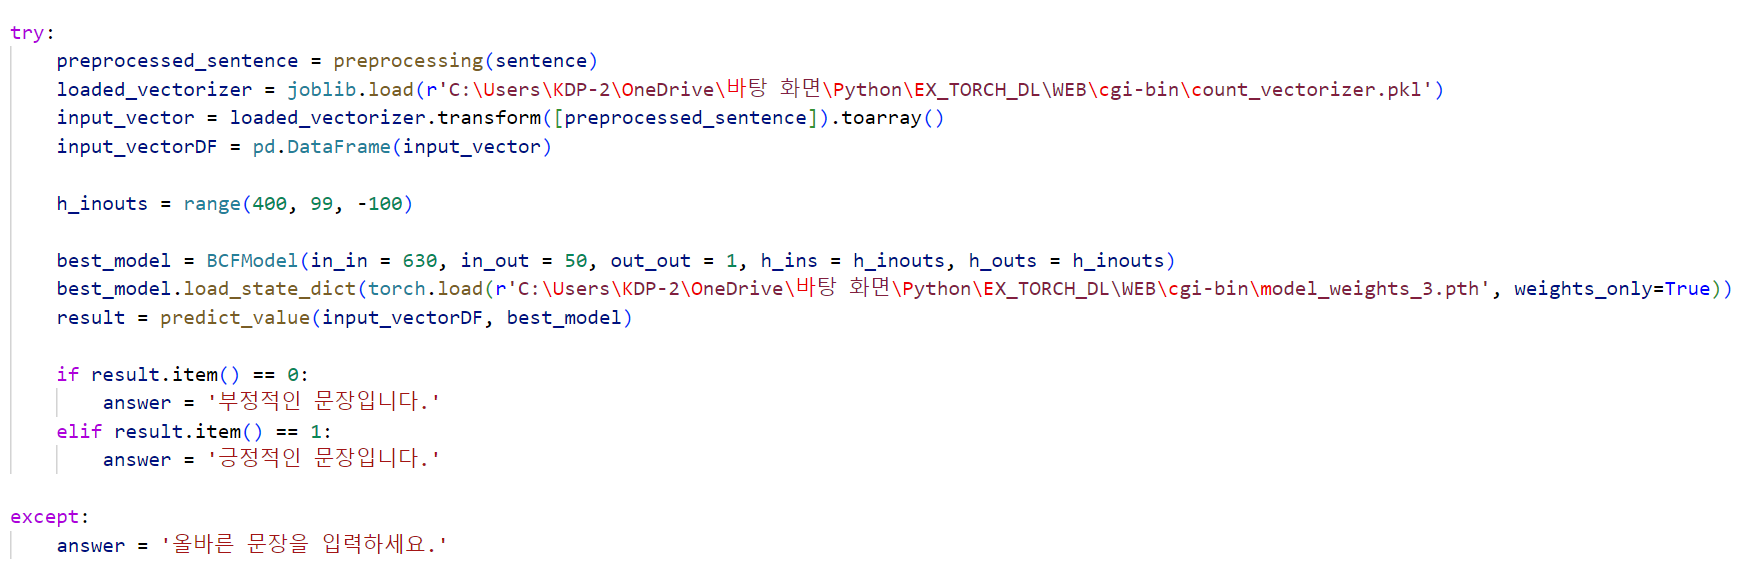 try:
    preprocessed_sentence = preprocessing(sentence)
    loaded_vectorizer = joblib.load(r'C:\Users\KDP-2\OneDrive\바탕 화면\Python\EX_TORCH_DL\WEB\cgi-bin\count_vectorizer.pkl')
    input_vector = loaded_vectorizer.transform([preprocessed_sentence]).toarray()
    input_vectorDF = pd.DataFrame(input_vector)
    h_inouts = range(400, 99, -100)
    best_model = BCFModel(in_in = 630, in_out = 50, out_out = 1, h_ins = h_inouts, h_outs = h_inouts)
    best_model.load_state_dict(torch.load(r'C:\Users\KDP-2\OneDrive\바탕 화면\Python\EX_TORCH_DL\WEB\cgi-bin\model_weights_3.pth', weights_only=True))
    result = predict_value(input_vectorDF, best_model)
    if result.item() == 0:
        answer = '부정적인 문장입니다.'
    elif result.item() == 1:
        answer = '긍정적인 문장입니다.'
except:
    answer = '올바른 문장을 입력하세요.'